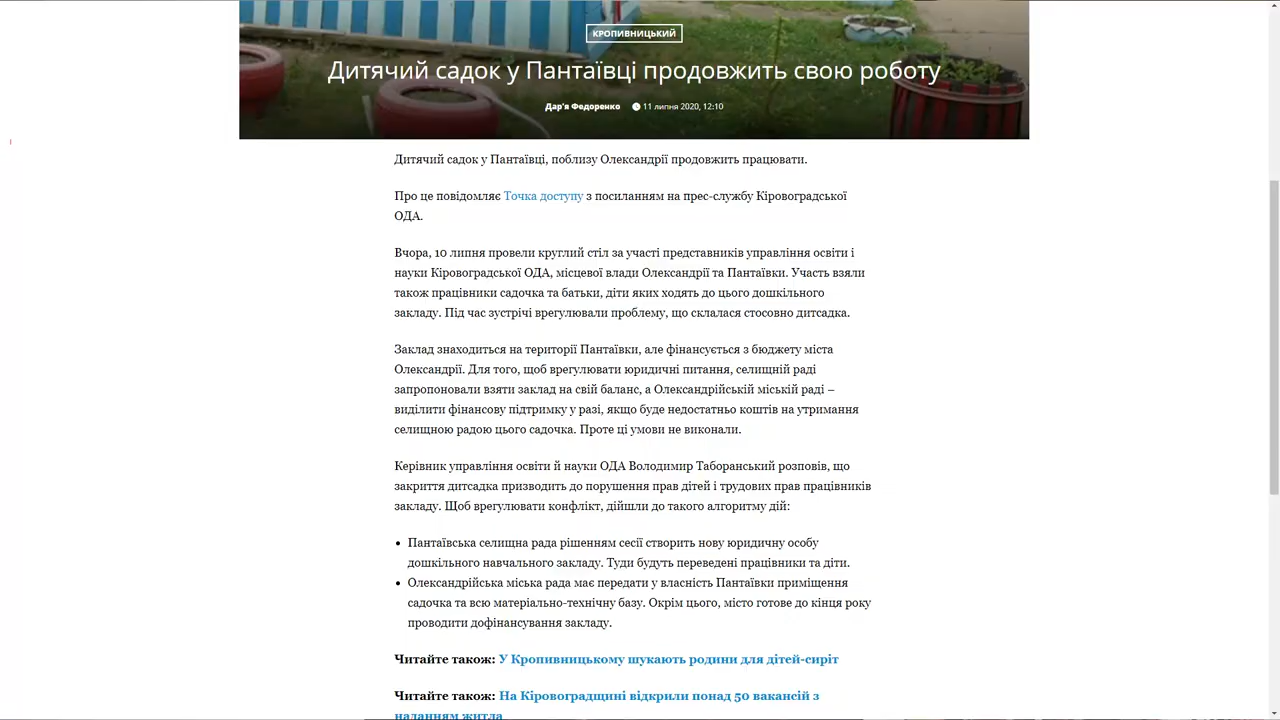 КРОПИВНИЦЬКИЙ
Дитячий садок у Пантаївці продовжить свою роботу
Дар'я Федоренко 11 липня 2020, 12:10
Дитячий садок у Пантаївці, поблизу Олександрії продовжить працювати.
Про це повідомляє Точка доступу з посиланням на прес-службу Кіровоградської
ОДА.
Вчора, 10 липня провели круглий стіл за участі представників управління освіти і
науки Кіровоградської ОДА, місцевої влади Олександрії та Пантаївки. Участь взяли
також працівники садочка та батьки, діти яких ходять до цього дошкільного
закладу. Під час зустрічі врегулювали проблему, що склалася стосовно дитсадка.
Заклад знаходиться на території Пантаївки, але фінансується з бюджету міста
Олександрії. Для того, щоб врегулювати юридичні питання, селищній раді
запропоновали взяти заклад на свій баланс, а Олександрійській міській раді –
виділити фінансову підтримку у разі, якщо буде недостатньо коштів на утримання
селищною радою цього садочка. Проте ці умови не виконали.
Керівник управління освіти й науки ОДА Володимир Таборанський розповів, що
закриття дитсадка призводить до порушення прав дітей і трудових прав працівників
закладу. Щоб врегулювати конфлікт, дійшли до такого алгоритму дій:
• Пантаївська селищна рада рішенням сесії створить нову юридичну особу
дошкільного навчального закладу. Туди будуть переведені працівники та діти.
• Олександрійська міська рада має передати у власність Пантаївки приміщення
садочка та всю матеріально-технічну базу. Окрім цього, місто готове до кінця року
проводити дофінансування закладу.
Читайте також: У Кропивницькому шукають родини для дітей-сиріт
Читайте також: На Кіровоградщині відкрили понад 50 вакансій з
наданням житла